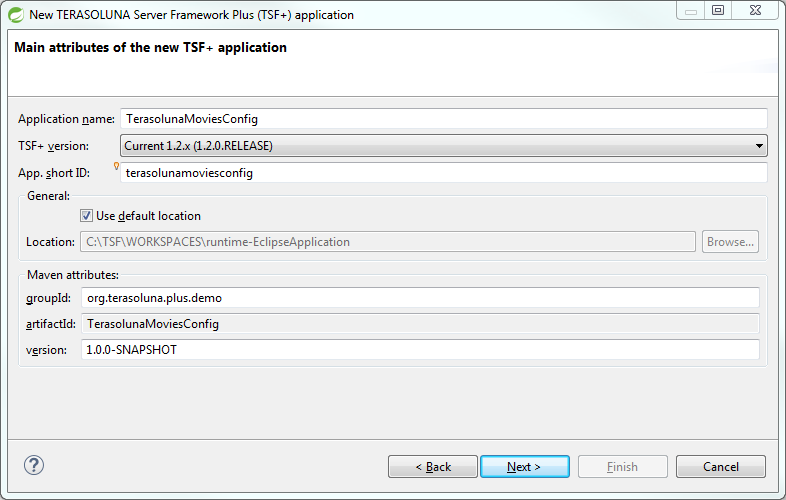 New TERASOLUNA Server Framework Plus (TSF+) application
Main attributes of the new TSF+ application
Application name: TerasolunaMoviesConfig
TSF+ version: Current 1.2.x (1.2.0.RELEASE)
App. short ID: terasolunamoviesconfig
General:
Use default location
Location: C:\TSF\WORKSPACES\runtime-EclipseApplication Browse...
Maven attributes:
groupId: org.terasoluna.plus.demo
artifactId: TerasolunaMoviesConfig
version: 1.0.0-SNAPSHOT
? < Back Next > Finish Cancel